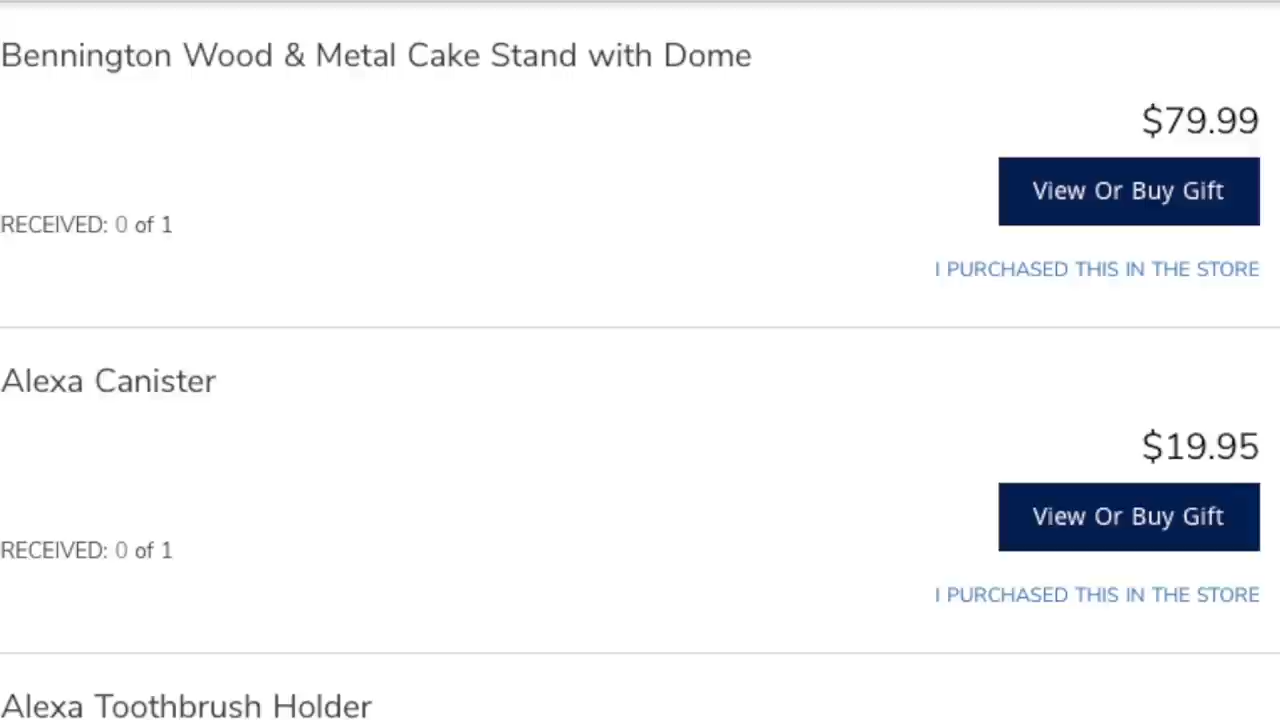 Bennington Wood & Metal Cake Stand with Dome
$79.99
View Or Buy Gift
RECEIVED: 0 of 1
I PURCHASED THIS IN THE STORE
Alexa Canister
$19.95
View Or Buy Gift
RECEIVED: 0 of 1
I PURCHASED THIS IN THE STORE
Alexa Toothbrush Holder